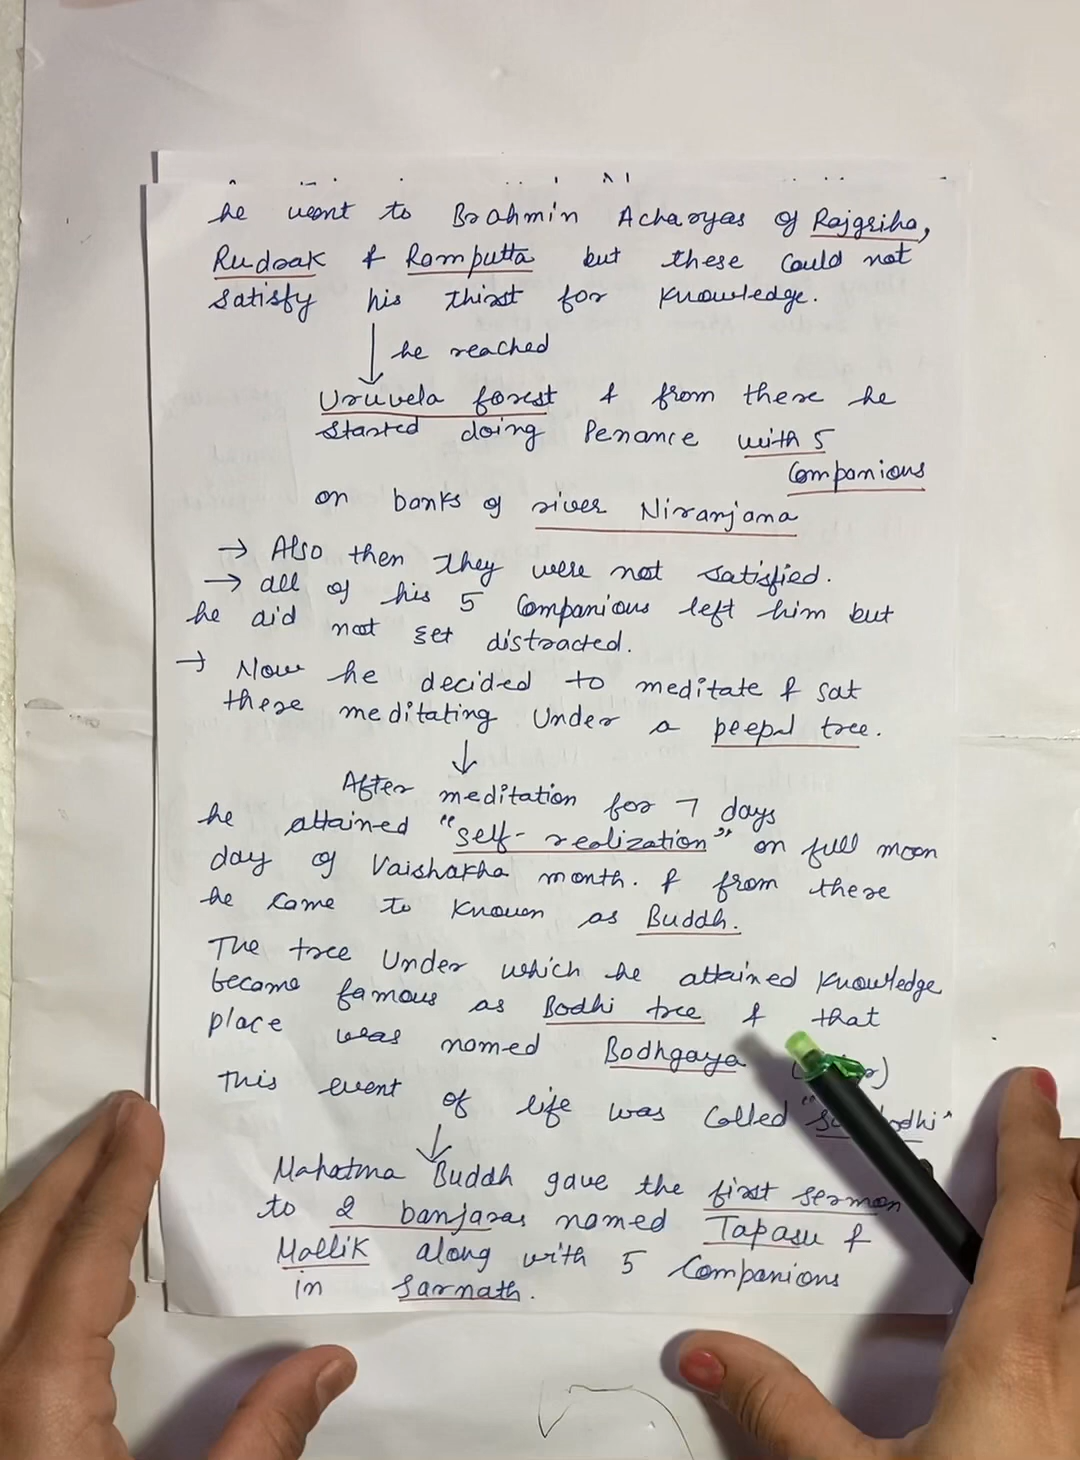 he went to Brahmin Acharyas of Rajgriha,
Rudrak & Ramputta but these could not
satisfy his thirst for knowledge.
he reached
Uruvela forest & from there he
started doing Penance with 5
Companious
on banks of river Niranjana
→ Also then they were not satisfied.
→ all of his 5 Companious left him but
he did not get distracted.
→ Now he decided to meditate & sat
there meditating under a peepal tree.
After meditation for 7 days
he attained "self-realization" on full moon
day of Vaishakha month. & from there
he came to known as Buddh.
The tree under which he attained knowledge
became famous as Bodhi tree & that
place was named Bodhgaya
This event of life was called
Mahatma Buddh gave the first sermon
to 2 banjaras named Tapasu &
Mallik along with 5 Companions
in Sarnath.